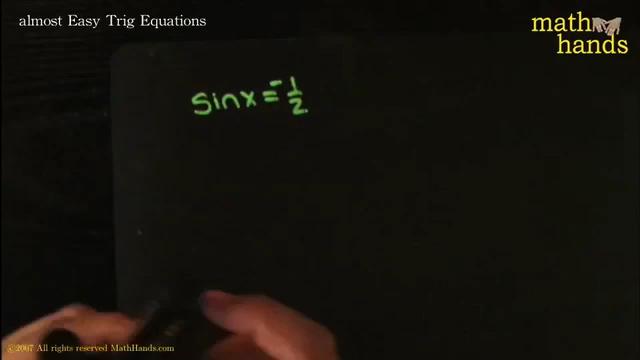 almost Easy Trig Equations
math
hands
sin x = -1/2
©2007 All rights reserved MathHands.com